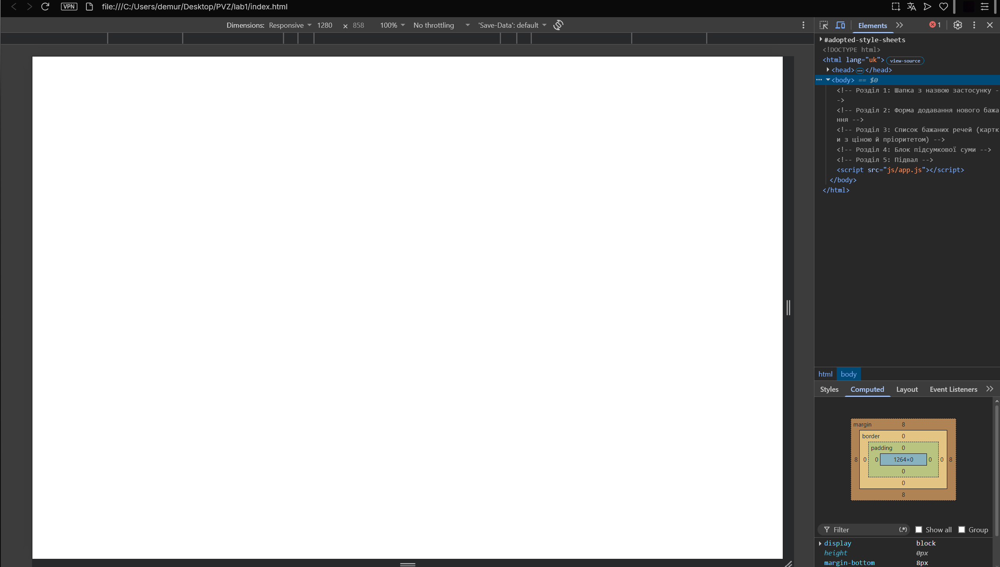 VPN file:///C:/Users/demur/Desktop/PVZ/lab1/index.html
Dimensions: Responsive 1280 × 858 100% No throttling 'Save-Data': default
Elements 1
#adopted-style-sheets
<!DOCTYPE html>
<html lang="uk"> view-source
<head> ··· </head>
··· <body> == $0
<!-- Розділ 1: Шапка з назвою застосунку -
->
<!-- Розділ 2: Форма додавання нового бажа
ння -->
<!-- Розділ 3: Список бажаних речей (картк
и з ціною й пріоритетом) -->
<!-- Розділ 4: Блок підсумкової суми -->
<!-- Розділ 5: Підвал -->
<script src="js/app.js"></script>
</body>
</html>
html body
Styles Computed Layout Event Listeners
margin 8
border 0
padding 0
8 0 0 1264×0 0 0 8
0
0
8
Filter (.*) Show all Group
display block
height 0px
margin-bottom 8px